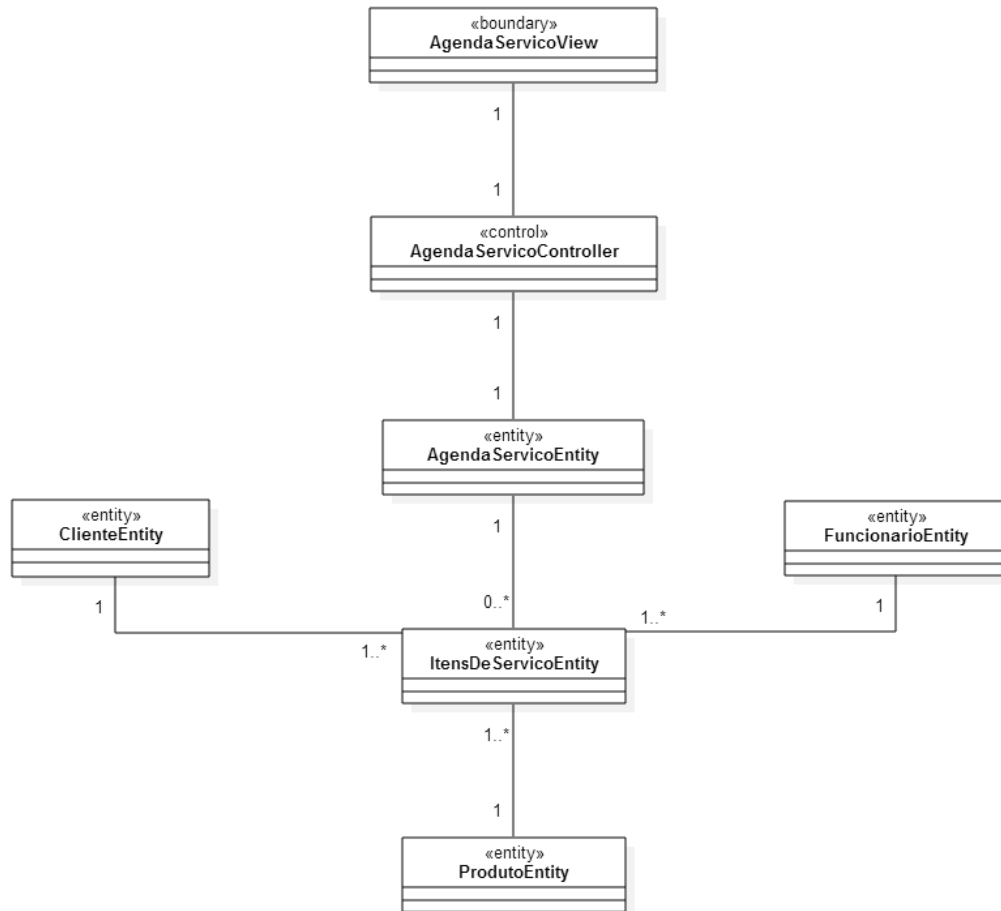 «boundary»
AgendaServicoView
1
1
«control»
AgendaServicoController
1
1
«entity»
AgendaServicoEntity
1
«entity»
ClienteEntity
1
«entity»
FuncionarioEntity
1
0..*
1..*
1..*
«entity»
ItensDeServicoEntity
1..*
1
«entity»
ProdutoEntity